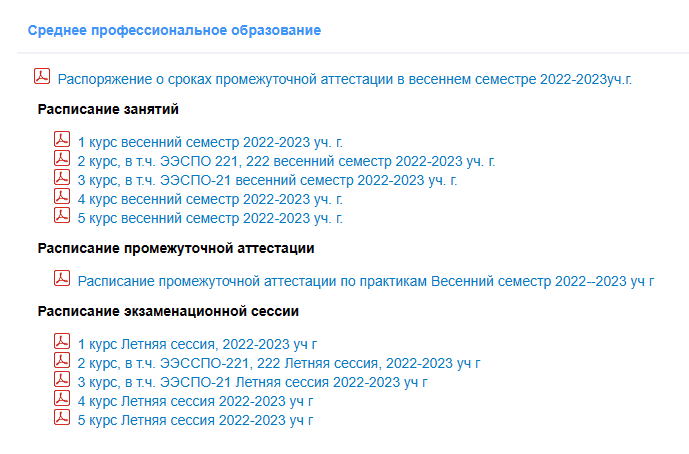 Среднее профессиональное образование
Распоряжение о сроках промежуточной аттестации в весеннем семестре 2022-2023уч.г.
Расписание занятий
1 курс весенний семестр 2022-2023 уч. г.
2 курс, в т.ч. ЭЭСПО 221, 222 весенний семестр 2022-2023 уч. г.
3 курс, в т.ч. ЭЭСПО-21 весенний семестр 2022-2023 уч. г.
4 курс весенний семестр 2022-2023 уч. г.
5 курс весенний семестр 2022-2023 уч. г.
Расписание промежуточной аттестации
Расписание промежуточной аттестации по практикам Весенний семестр 2022--2023 уч г
Расписание экзаменационной сессии
1 курс Летняя сессия, 2022-2023 уч г
2 курс, в т.ч. ЭЭССПО-221, 222 Летняя сессия, 2022-2023 уч г
3 курс, в т.ч. ЭЭСПО-21 Летняя сессия 2022-2023 уч г
4 курс Летняя сессия 2022-2023 уч г
5 курс Летняя сессия 2022-2023 уч г